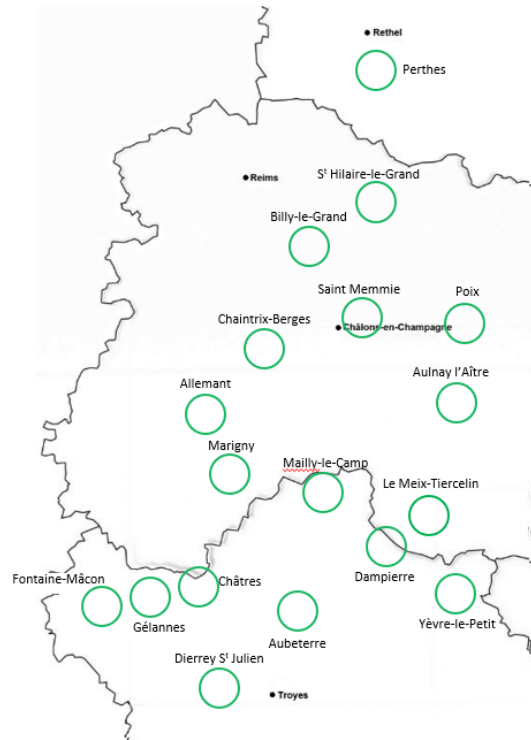 Rethel
Perthes
Sᵗ Hilaire-le-Grand
Reims
Billy-le-Grand
Saint Memmie
Poix
Chaintrix-Berges
Châlons-en-Champagne
Aulnay l’Aître
Allemant
Marigny
Mailly-le-Camp
Le Meix-Tiercelin
Dampierre
Fontaine-Mâcon
Châtres
Gélannes
Yèvre-le-Petit
Aubeterre
Dierrey Sᵗ Julien
Troyes